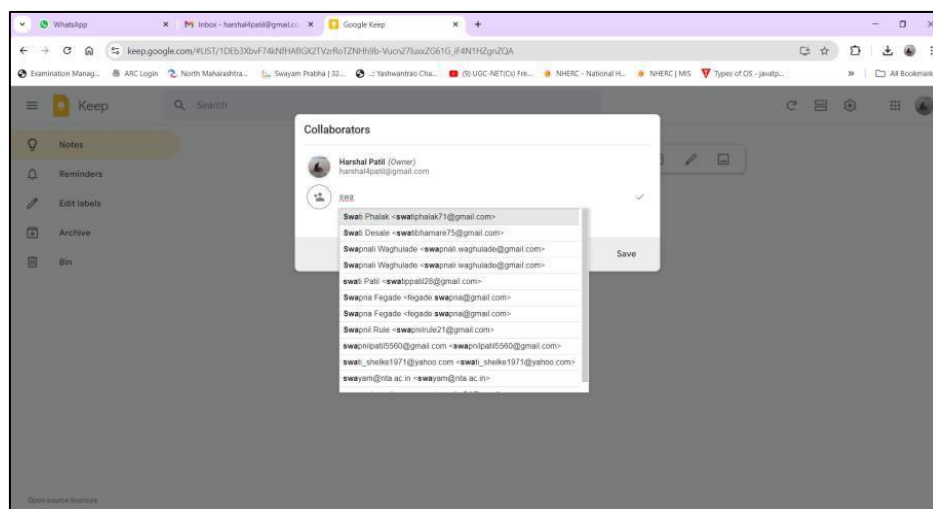 WhatsApp
Inbox - harshal4patil@gmail.co
Google Keep
keep.google.com/#LIST/
Examination Manag...
ARC Login
North Maharashtra...
Swayam Prabha | 32...
..: Yashwantrao Cha...
(9) UGC-NET(Cs) Fre...
NHERC - National H...
NHERC | MIS
Types of OS - javatp...
All Bookmark
Keep
Search
Collaborators
Notes
Harshal Patil (Owner)
harshal4patil@gmail.com
Reminders
swa
Edit labels
Swati Phalak <swatiphalak71@gmail.com>
Archive
Swati Desale <swatibhamare75@gmail.com>
Swapnali Waghulade <swapnali.waghulade@gmail.com>
Save
Bin
Swapnali Waghulade <swapnali.waghulade@gmail.com>
swati Patil <swatippatil28@gmail.com>
Swapna Fegade <fegade.swapna@gmail.com>
Swapna Fegade <fegade.swapna@gmail.com>
Swapnil Rule <swapnilrule21@gmail.com>
swapnilpatil5560@gmail.com <swapnilpatil5560@gmail.com>
swati_shelke1971@yahoo.com <swati_shelke1971@yahoo.com>
swayam@nta.ac.in <swayam@nta.ac.in>
Open-source licences